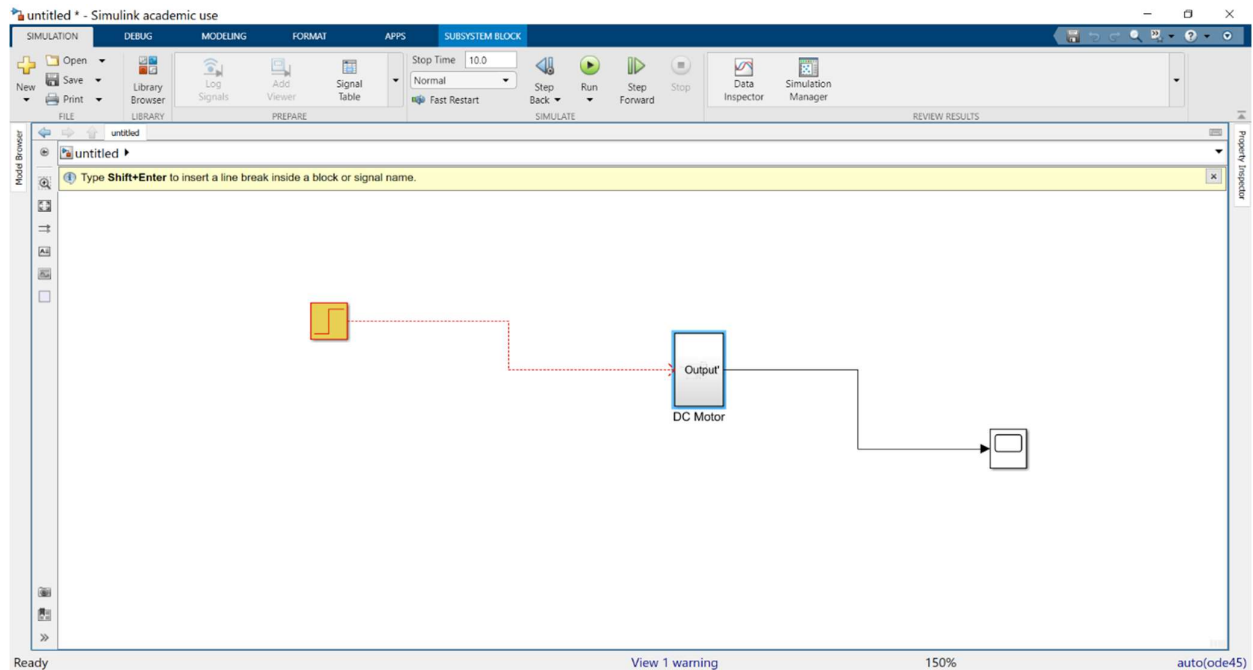 untitled * - Simulink academic use
SIMULATION DEBUG MODELING FORMAT APPS SUBSYSTEM BLOCK
New
Open
Save
Print
FILE
Library Browser
LIBRARY
Log Signals
Add Viewer
Signal Table
PREPARE
Stop Time 10.0
Normal
Fast Restart
Step Back
Run
Step Forward
Stop
SIMULATE
Data Inspector
Simulation Manager
REVIEW RESULTS
Model Browser
untitled
untitled
Type Shift+Enter to insert a line break inside a block or signal name.
Property Inspector
Output'
DC Motor
Ready View 1 warning 150% auto(ode45)